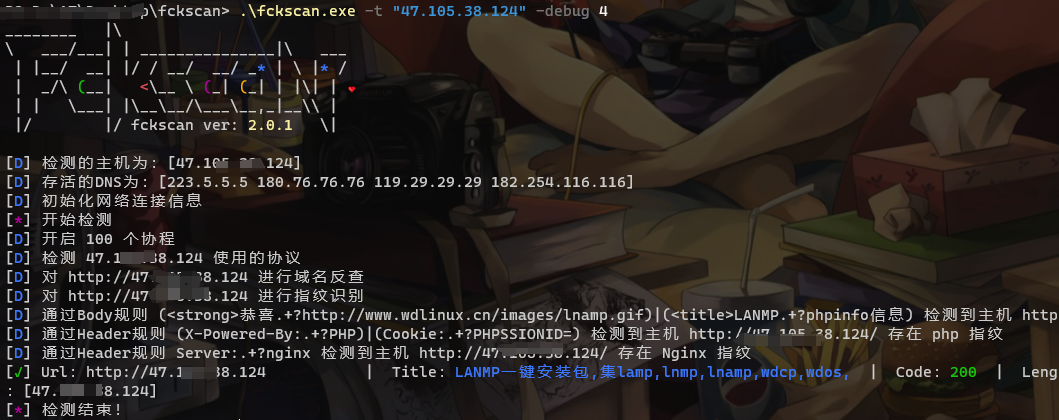 p\fckscan> .\fckscan.exe -t "47.105.38.124" -debug 4
fckscan ver: 2.0.1
[D] 检测的主机为: [47.105 .124]
[D] 存活的DNS为: [223.5.5.5 180.76.76.76 119.29.29.29 182.254.116.116]
[D] 初始化网络连接信息
[*] 开始检测
[D] 开启 100 个协程
[D] 检测 47.1 38.124 使用的协议
[D] 对 http://47. 38.124 进行域名反查
[D] 对 http://47. 38.124 进行指纹识别
[D] 通过Body规则 (<strong>恭喜.+?http://www.wdlinux.cn/images/lnamp.gif)|(<title>LANMP.+?phpinfo信息) 检测到主机 http
[D] 通过Header规则 (X-Powered-By:.+?PHP)|(Cookie:.+?PHPSSIONID=) 检测到主机 http://47.105.38.124/ 存在 php 指纹
[D] 通过Header规则 Server:.+?nginx 检测到主机 http://47.105.38.124/ 存在 Nginx 指纹
[√] Url: http://47.1 38.124 | Title: LANMP一键安装包,集lamp,lnmp,lnamp,wdcp,wdos, | Code: 200 | Leng
: [47. 8.124]
[*] 检测结束!